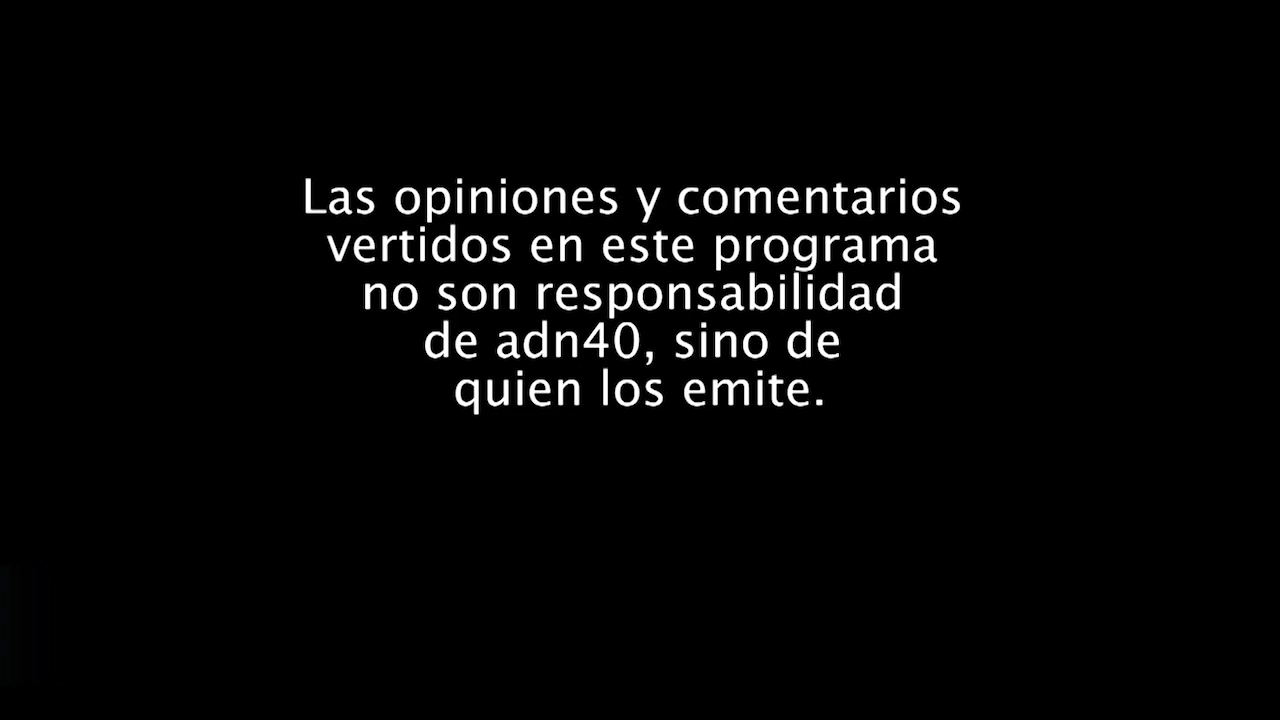 Las opiniones y comentarios
vertidos en este programa
no son responsabilidad
de adn40, sino de
quien los emite.